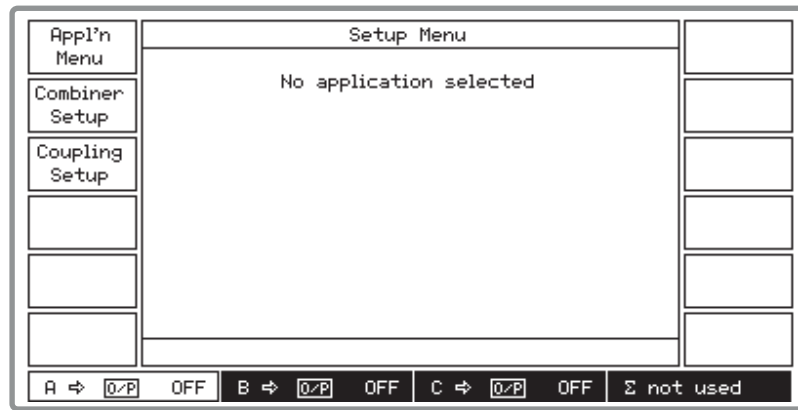 Appl'n
Menu
Combiner
Setup
Coupling
Setup
Setup Menu
No application selected
A ⇨ O/P OFF
B ⇨ O/P OFF
C ⇨ O/P OFF
Σ not used